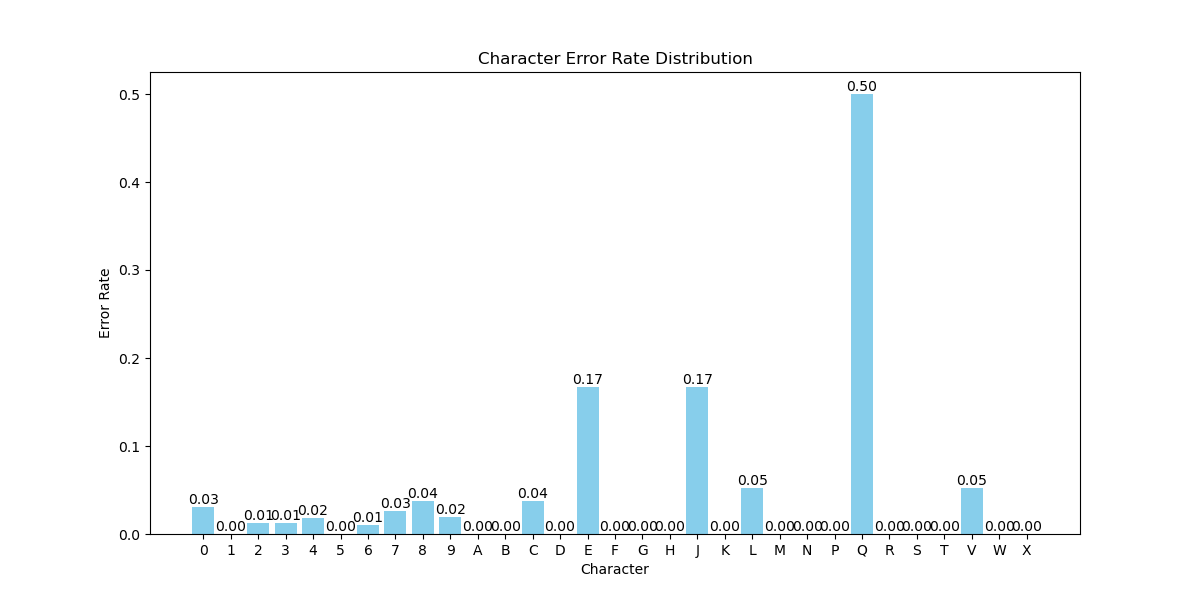 Character Error Rate Distribution
0.50
0.5
0.4
0.3
0.2
0.1
0.0
Error Rate
0.17 0.17
0.05 0.05
0.03 0.00 0.01 0.01 0.02 0.00 0.01 0.03 0.04 0.02 0.00 0.00 0.04 0.00 0.00 0.00 0.00 0.00 0.00 0.00 0.00 0.00 0.00 0.00 0.00 0.00
0 1 2 3 4 5 6 7 8 9 A B C D E F G H J K L M N P Q R S T V W X
Character